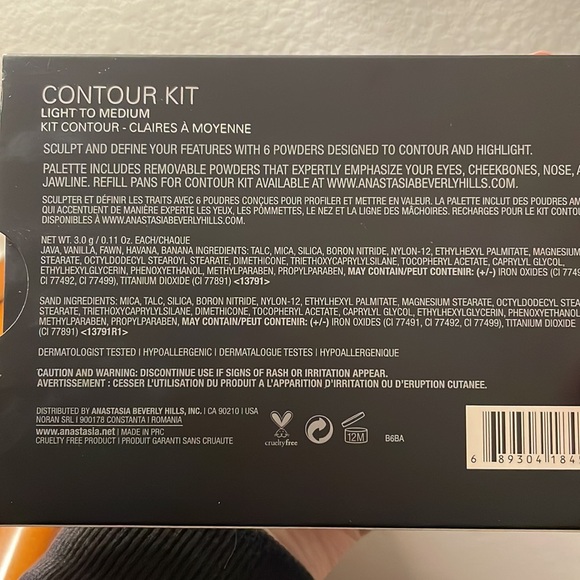 CONTOUR KIT
LIGHT TO MEDIUM
KIT CONTOUR - CLAIRES À MOYENNE
SCULPT AND DEFINE YOUR FEATURES WITH 6 POWDERS DESIGNED TO CONTOUR AND HIGHLIGHT.
PALETTE INCLUDES REMOVABLE POWDERS THAT EXPERTLY EMPHASIZE YOUR EYES, CHEEKBONES, NOSE, A
JAWLINE. REFILL PANS FOR CONTOUR KIT AVAILABLE AT WWW.ANASTASIABEVERLYHILLS.COM.
SCULPTER ET DÉFINIR LES TRAITS AVEC 6 POUDRES CONÇUES POUR PROFILER ET METTRE EN VALEUR. LA PALETTE INCLUT DES POUDRES AM
QUI ACCENTUENT DE MANIÈRE EXPERTE LES YEUX, LES POMMETTES, LE NEZ ET LA LIGNE DES MÂCHOIRES. RECHARGES POUR LE KIT CONTOU
DISPONIBLES À WWW.ANASTASIABEVERLYHILLS.COM
NET WT. 3.0 g / 0.11 Oz. EACH/CHAQUE
JAVA, VANILLA, FAWN, HAVANA, BANANA INGREDIENTS: TALC, MICA, SILICA, BORON NITRIDE, NYLON-12, ETHYLHEXYL PALMITATE, MAGNESIUM
STEARATE, OCTYLDODECYL STEAROYL STEARATE, DIMETHICONE, TRIETHOXYCAPRYLYLSILANE, TOCOPHERYL ACETATE, CAPRYLYL GLYCOL,
ETHYLHEXYLGLYCERIN, PHENOXYETHANOL, METHYLPARABEN, PROPYLPARABEN, MAY CONTAIN/PEUT CONTENIR: (+/-) IRON OXIDES (CI 77491,
CI 77492, CI 77499), TITANIUM DIOXIDE (CI 77891) <13791>
SAND INGREDIENTS: MICA, TALC, SILICA, BORON NITRIDE, NYLON-12, ETHYLHEXYL PALMITATE, MAGNESIUM STEARATE, OCTYLDODECYL STEA
STEARATE, TRIETHOXYCAPRYLYLSILANE, DIMETHICONE, TOCOPHERYL ACETATE, CAPRYLYL GLYCOL, ETHYLHEXYLGLYCERIN, PHENOXYETHANOL
METHYLPARABEN, PROPYLPARABEN, MAY CONTAIN/PEUT CONTENIR: (+/-) IRON OXIDES (CI 77491, CI 77492, CI 77499), TITANIUM DIOXIDE
(CI 77891) <13791R1>
DERMATOLOGIST TESTED | HYPOALLERGENIC | DERMATALOGUE TESTES | HYPOALLERGENIQUE
CAUTION AND WARNING: DISCONTINUE USE IF SIGNS OF RASH OR IRRITATION APPEAR.
AVERTISSEMENT : CESSER L'UTILISATION DU PRODUIT A L'APPARITION D'IRRITATION OU D'ERUPTION CUTANEE.
DISTRIBUTED BY ANASTASIA BEVERLY HILLS, INC. | CA 90210 | USA
NORAN SRL | 900178 CONSTANTA | ROMANIA
www.anastasia.net | MADE IN PRC
CRUELTY FREE PRODUCT | PRODUIT GARANTI SANS CRUAUTE
crueltyfree
12M
B6BA
6 89304 184